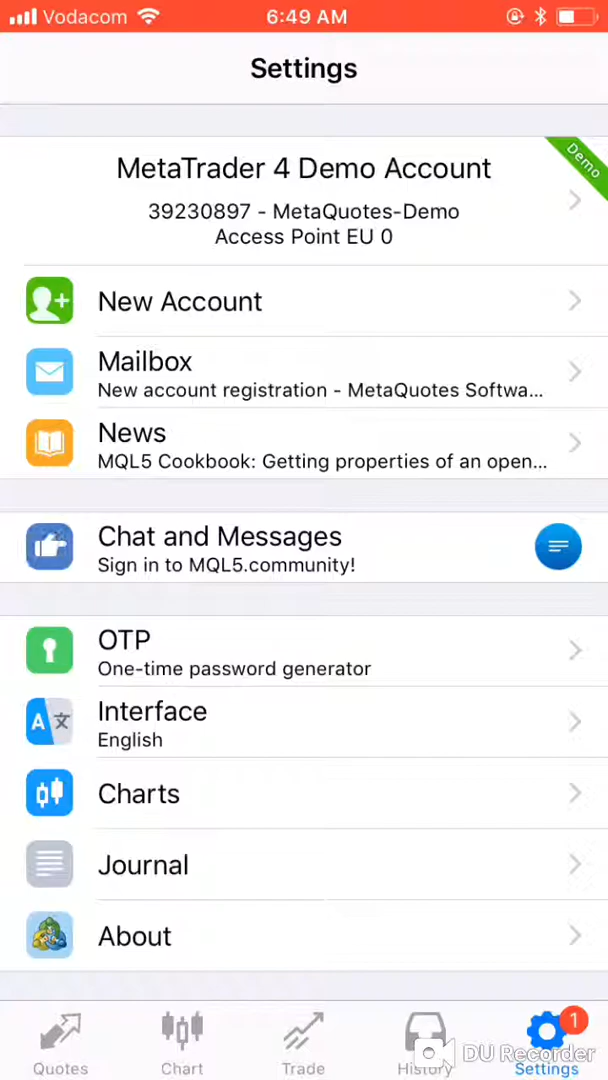 Vodacom
6:49 AM
Settings
Demo
MetaTrader 4 Demo Account
39230897 - MetaQuotes-Demo
Access Point EU 0
New Account
Mailbox
New account registration - MetaQuotes Softwa...
News
MQL5 Cookbook: Getting properties of an open...
Chat and Messages
Sign in to MQL5.community!
OTP
One-time password generator
A 文
Interface
English
Charts
Journal
About
1
DU Recorder
Quotes
Chart
Trade
History
Settings